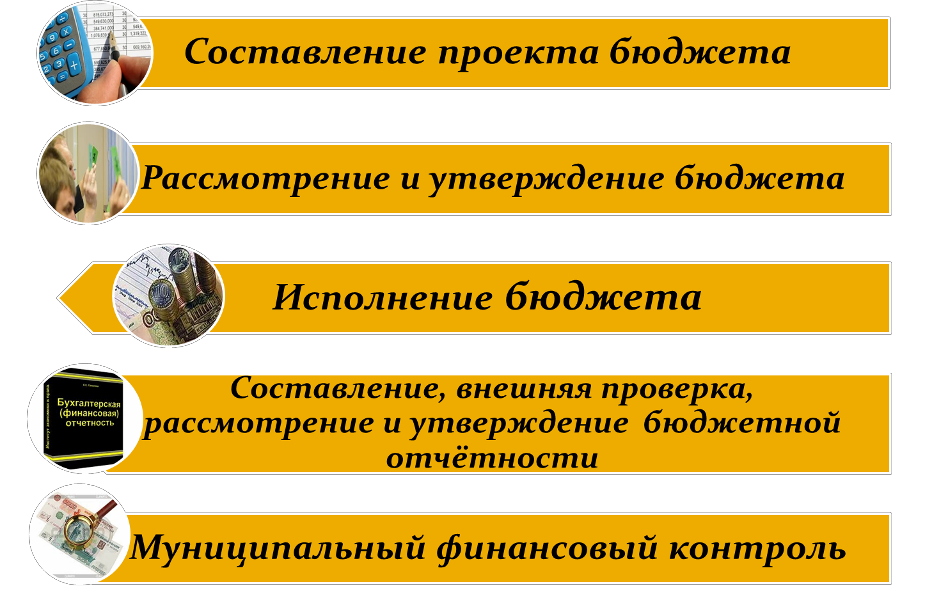 Составление проекта бюджета
Рассмотрение и утверждение бюджета
Исполнение бюджета
Бухгалтерская
(финансовая)
отчетность
Составление, внешняя проверка,
рассмотрение и утверждение бюджетной
отчётности
Муниципальный финансовый контроль